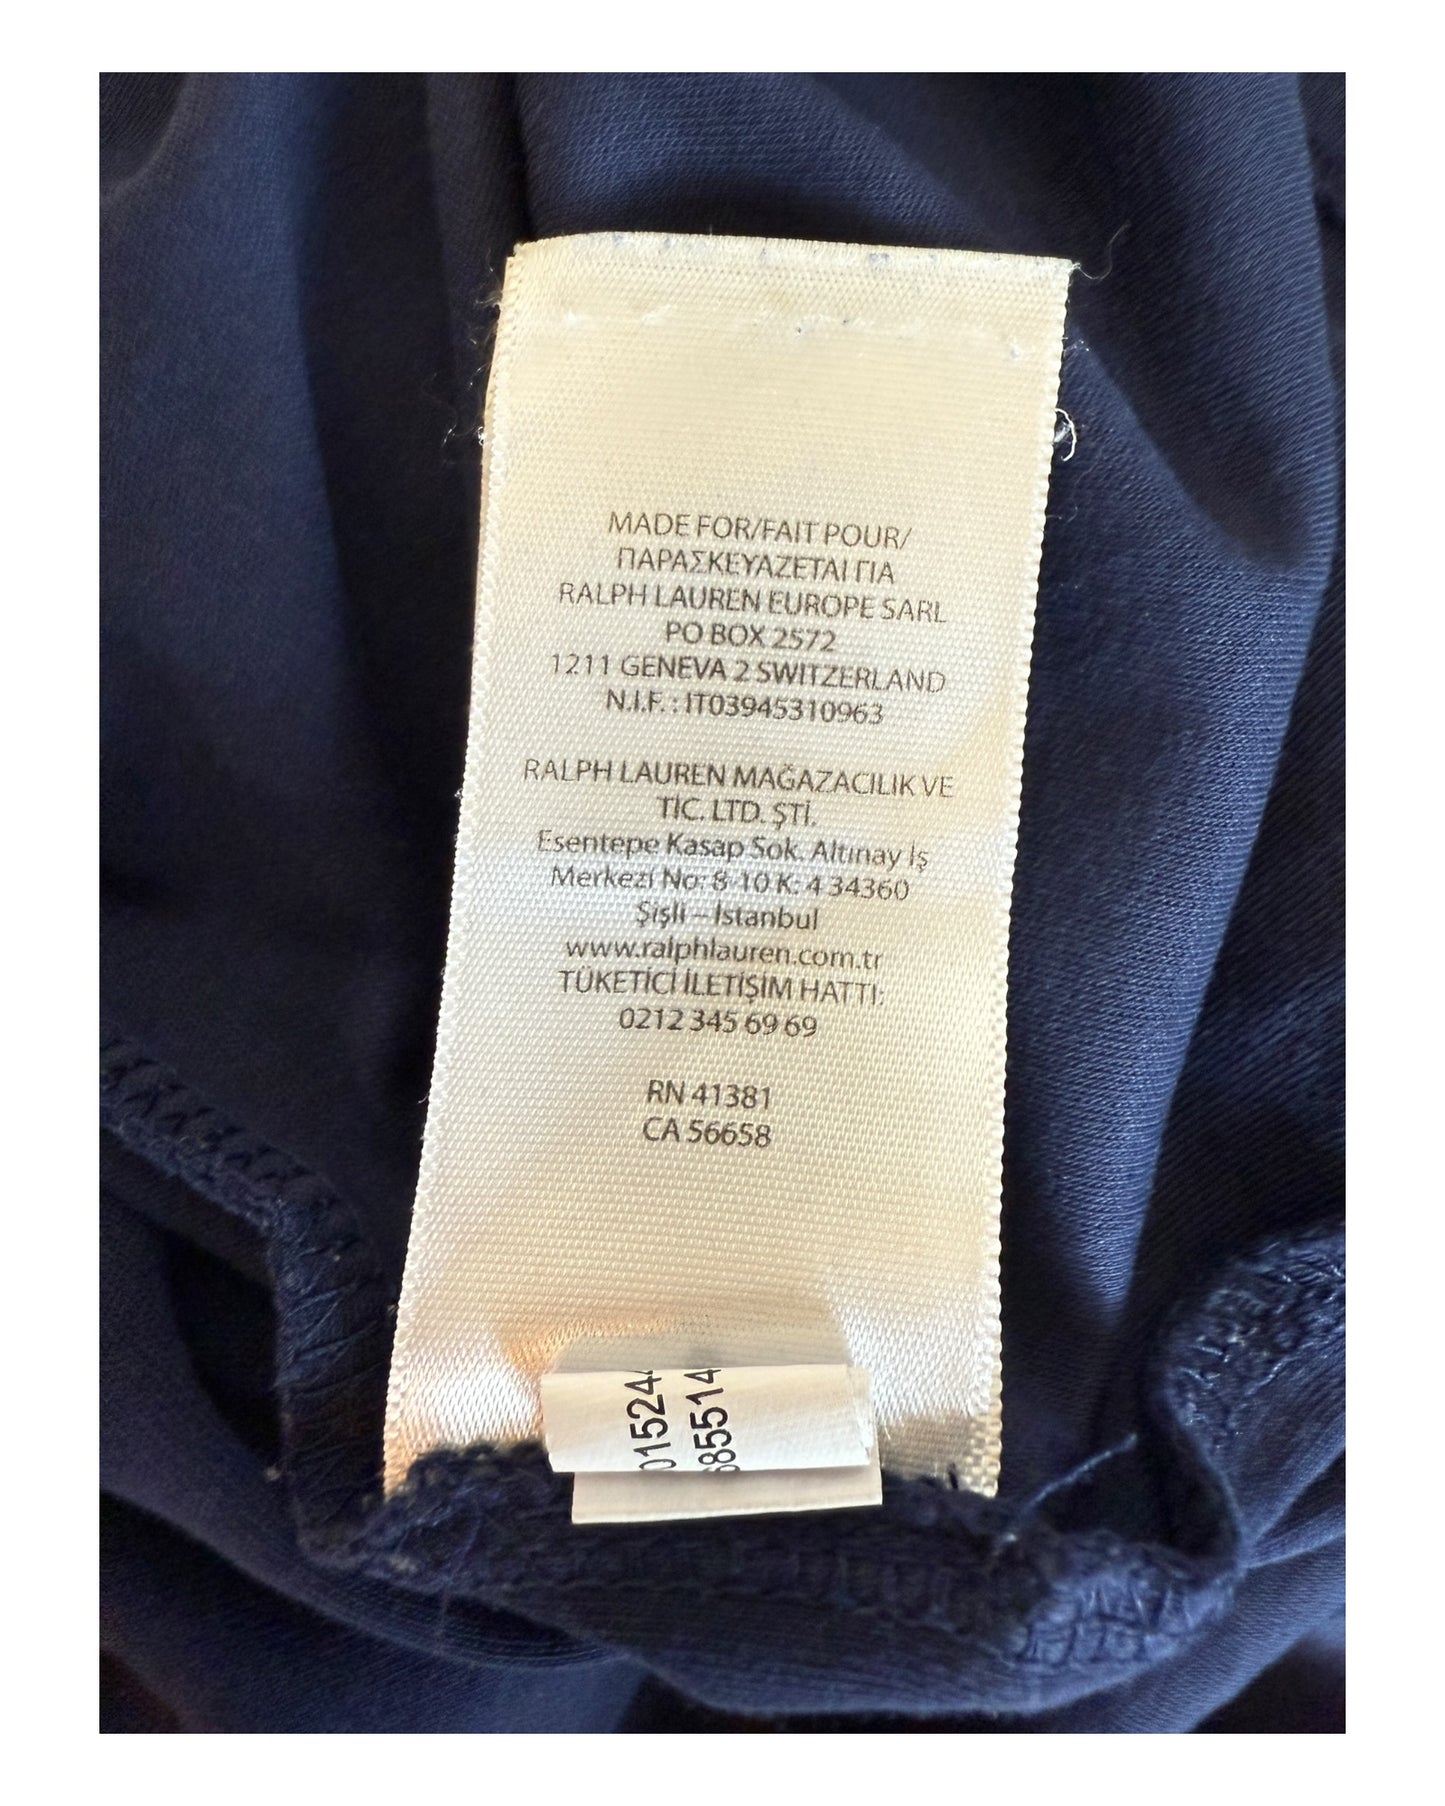 MADE FOR/FAIT POUR/
ΠΑΡΑΣΚΕΥΑΖΕΤΑΙ ΓΙΑ
RALPH LAUREN EUROPE SARL
PO BOX 2572
1211 GENEVA 2 SWITZERLAND
N.I.F. : IT03945310963
RALPH LAUREN MAĞAZACILIK VE
TİC. LTD. ŞTİ.
Esentepe Kasap Sok. Altınay İş
Merkezi No: 8-10 K: 4 34360
Şişli – İstanbul
www.ralphlauren.com.tr
TÜKETİCİ İLETİŞİM HATTI:
0212 345 69 69
RN 41381
CA 56658